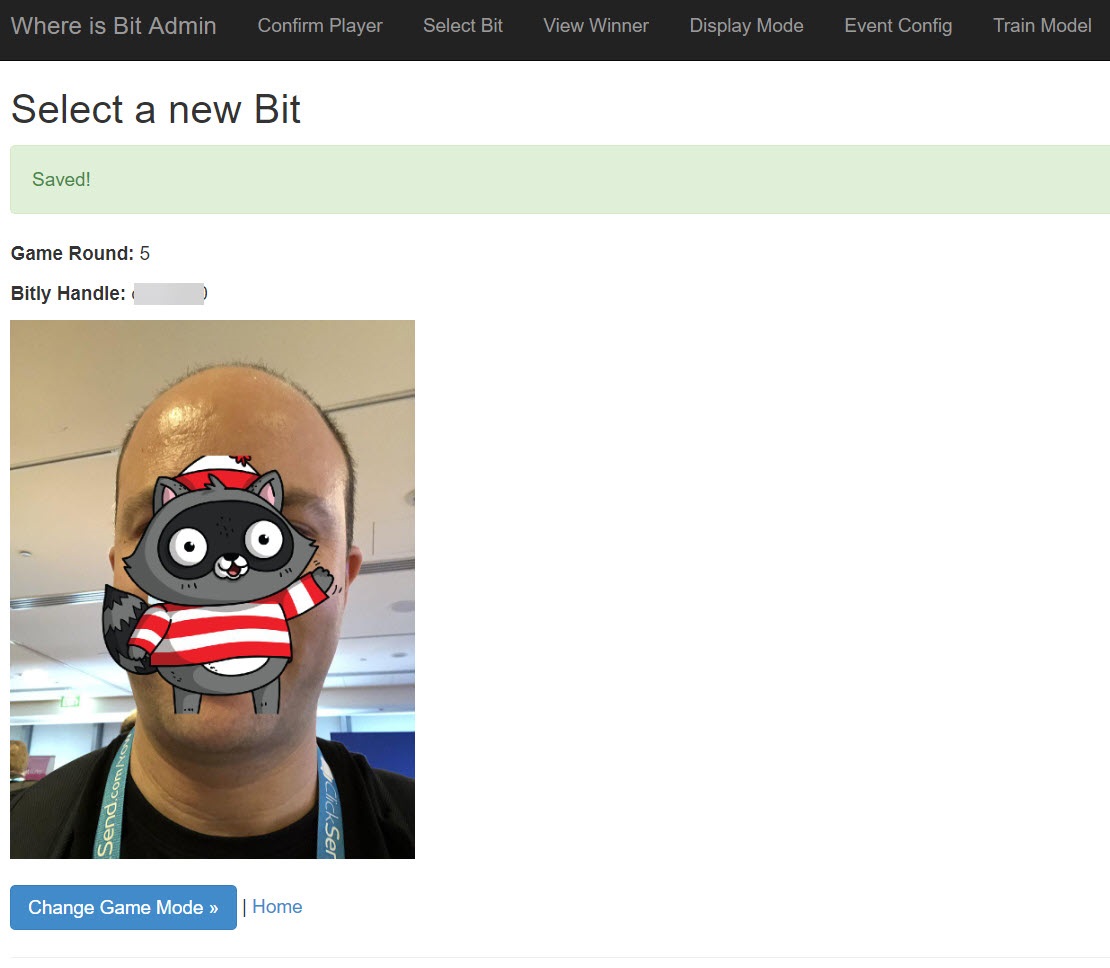 Where is Bit Admin Confirm Player Select Bit View Winner Display Mode Event Config Train Model
Select a new Bit
Saved!
Game Round: 5
Bitly Handle:
Send.com/
ClickSen
Change Game Mode » | Home